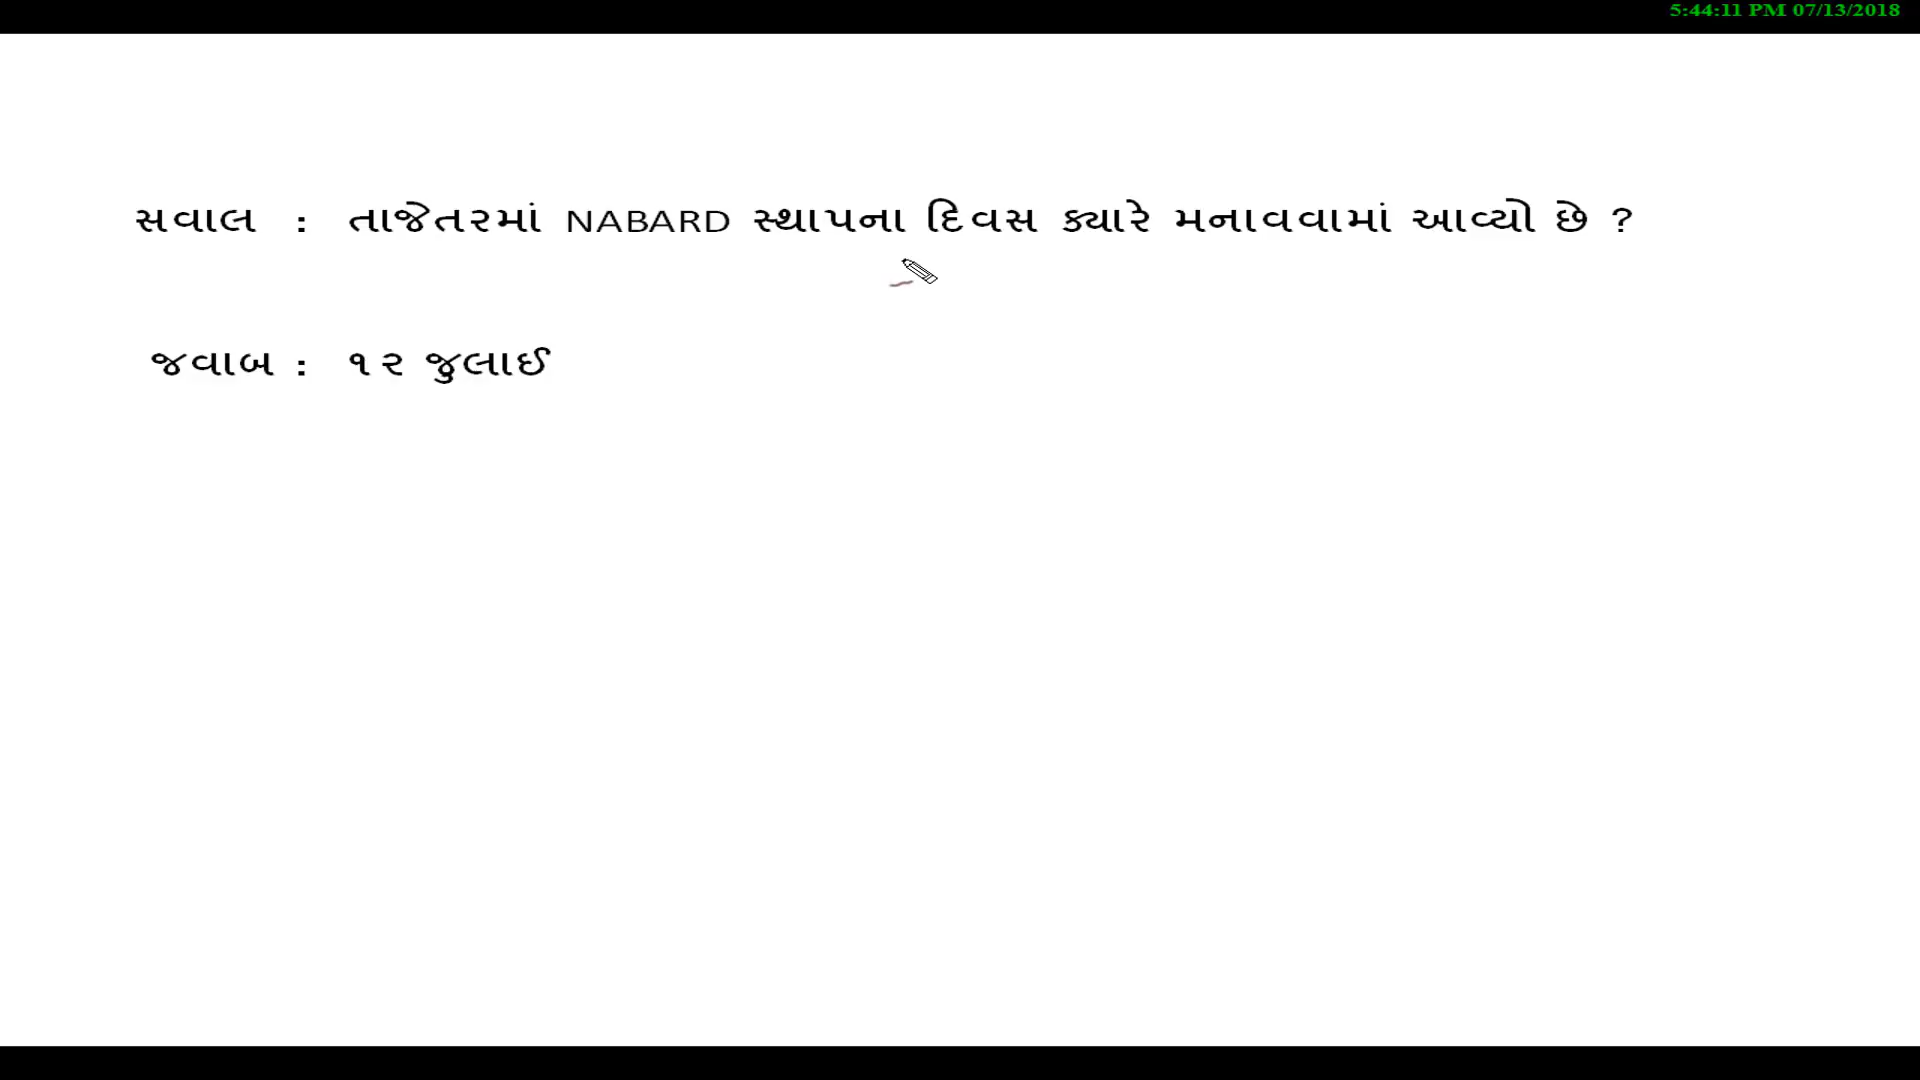 5:44:11 PM 07/13/2018
સવાલ : તાજેતરમાં NABARD સ્થાપના દિવસ ક્યારે મનાવવામાં આવ્યો છે ?
જવાબ : ૧૨ જુલાઈ